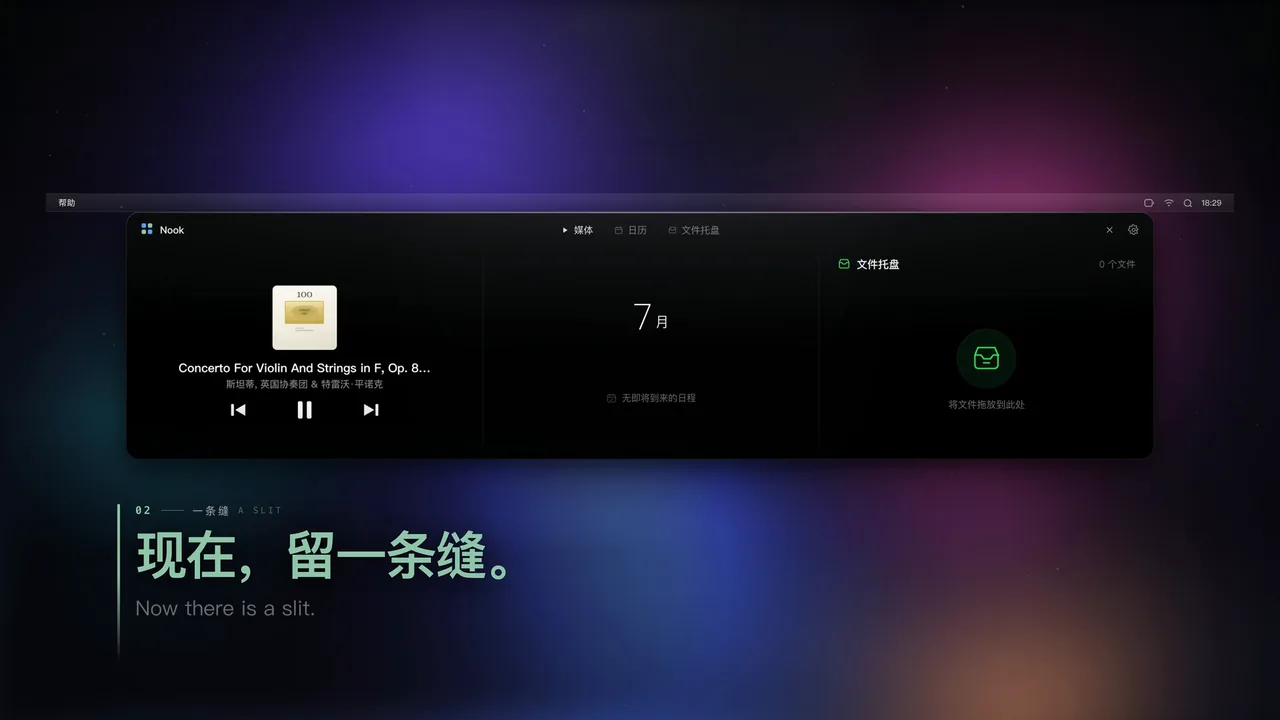 帮助
18:29
Nook
媒体
日历
文件托盘
文件托盘
0 个文件
100
Concerto For Violin And Strings in F, Op. 8...
斯坦蒂, 英国协奏团 & 特雷沃·平诺克
7月
无即将到来的日程
将文件拖放到此处
02 一条缝 A SLIT
现在，留一条缝。
Now there is a slit.